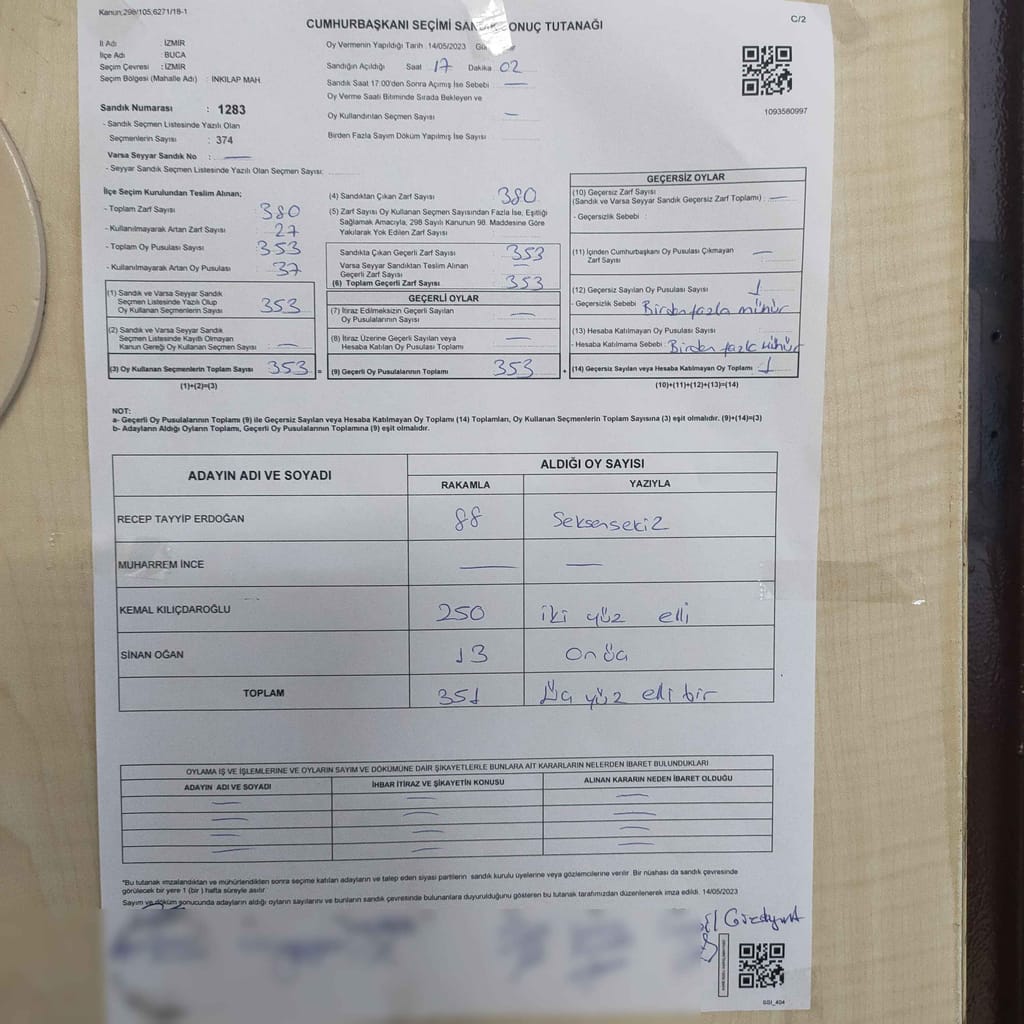 Kanun:298/105;6271/18-1
CUMHURBAŞKANI SEÇİMİ SANDIK SONUÇ TUTANAĞI
C/2
İl Adı : İZMİR
İlçe Adı : BUCA
Seçim Çevresi : İZMİR
Seçim Bölgesi (Mahalle Adı) : INKILAP MAH.
Oy Vermenin Yapıldığı Tarih 14/05/2023
Sandığın Açıldığı Saat 17 Dakika 02
Sandık Saat 17:00'den Sonra Açımış İse Sebebi —
Oy Verme Saati Bitiminde Sırada Bekleyen ve
Oy Kullandırılan Seçmen Sayısı —
Birden Fazla Sayım Döküm Yapılmış İse Sayısı
1093580997
Sandık Numarası : 1283
- Sandık Seçmen Listesinde Yazılı Olan
Seçmenlerin Sayısı : 374
Varsa Seyyar Sandık No : —
- Seyyar Sandık Seçmen Listesinde Yazılı Olan Seçmen Sayısı:
İlçe Seçim Kurulundan Teslim Alınan;
- Toplam Zarf Sayısı : 380
- Kullanılmayarak Artan Zarf Sayısı : 27
- Toplam Oy Pusulası Sayısı : 353
- Kullanılmayarak Artan Oy Pusulası : 37
(1) Sandık ve Varsa Seyyar Sandık
Seçmen Listesinde Yazılı Olup
Oy Kullanan Seçmenlerin Sayısı : 353
(2) Sandık ve Varsa Seyyar Sandık
Seçmen Listesinde Kayıtlı Olmayan
Kanun Gereği Oy Kullanan Seçmen Sayısı : —
(3) Oy Kullanan Seçmenlerin Toplam Sayısı 353 =
(1)+(2)=(3)
(4) Sandıktan Çıkan Zarf Sayısı : 380
(5) Zarf Sayısı Oy Kullanan Seçmen Sayısından Fazla İse, Eşitliği
Sağlamak Amacıyla, 298 Sayılı Kanunun 98. Maddesine Göre
Yakılarak Yok Edilen Zarf Sayısı :
Sandıkta Çıkan Geçerli Zarf Sayısı : 353
Varsa Seyyar Sandıktan Teslim Alınan
Geçerli Zarf Sayısı : —
(6) Toplam Geçerli Zarf Sayısı : 353
GEÇERLİ OYLAR
(7) İtiraz Edilmeksizin Geçerli Sayılan
Oy Pusulalarının Sayısı : —
(8) İtiraz Üzerine Geçerli Sayılan veya
Hesaba Katılan Oy Pusulası Toplamı : —
(9) Geçerli Oy Pusulalarının Toplamı : 353 +
GEÇERSİZ OYLAR
(10) Geçersiz Zarf Sayısı
(Sandık ve Varsa Seyyar Sandık Geçersiz Zarf Toplamı) : —
- Geçersizlik Sebebi :
(11) İçinden Cumhurbaşkanı Oy Pusulası Çıkmayan
Zarf Sayısı : —
(12) Geçersiz Sayılan Oy Pusulası Sayısı : 1
- Geçersizlik Sebebi : Birden fazla mühür
(13) Hesaba Katılmayan Oy Pusulası Sayısı :
- Hesaba Katılmama Sebebi : Birden fazla mühür
(14) Geçersiz Sayılan veya Hesaba Katılmayan Oy Toplamı : 1
(10)+(11)+(12)+(13)=(14)
NOT:
a- Geçerli Oy Pusulalarının Toplamı (9) ile Geçersiz Sayılan veya Hesaba Katılmayan Oy Toplamı (14) Toplamları, Oy Kullanan Seçmenlerin Toplam Sayısına (3) eşit olmalıdır. (9)+(14)=(3)
b- Adayların Aldığı Oyların Toplamı, Geçerli Oy Pusulalarının Toplamına (9) eşit olmalıdır.
ADAYIN ADI VE SOYADI ALDIĞI OY SAYISI
RAKAMLA YAZIYLA
RECEP TAYYİP ERDOĞAN 88 Seksensekiz
MUHARREM İNCE — —
KEMAL KILIÇDAROĞLU 250 iki yüz elli
SİNAN OĞAN 13 Onüç
TOPLAM 351 Üç yüz elli bir
OYLAMA İŞ VE İŞLEMLERİNE VE OYLARIN SAYIM VE DÖKÜMÜNE DAİR ŞİKAYETLERLE BUNLARA AİT KARARLARIN NELERDEN İBARET BULUNDUKLARI
ADAYIN ADI VE SOYADI İHBAR İTİRAZ VE ŞİKAYETİN KONUSU ALINAN KARARIN NEDEN İBARET OLDUĞU
— — —
— — —
— — —
— — —
"Bu tutanak imzalandıktan ve mühürlendikten sonra seçime katılan adayların ve talep eden siyasi partilerin sandık kurulu üyelerine veya gözlemcilerine verilir. Bir nüshası da sandık çevresinde
görülecek bir yere 1 (bir) hafta süreyle asılır.
Sayım ve döküm sonucunda adayların aldığı oyların sayılarını ve bunların sandık çevresinde bulunanlara duyurulduğunu gösteren bu tutanak tarafımızdan düzenlenerek imza edildi. 14/05/2023
SSI_404